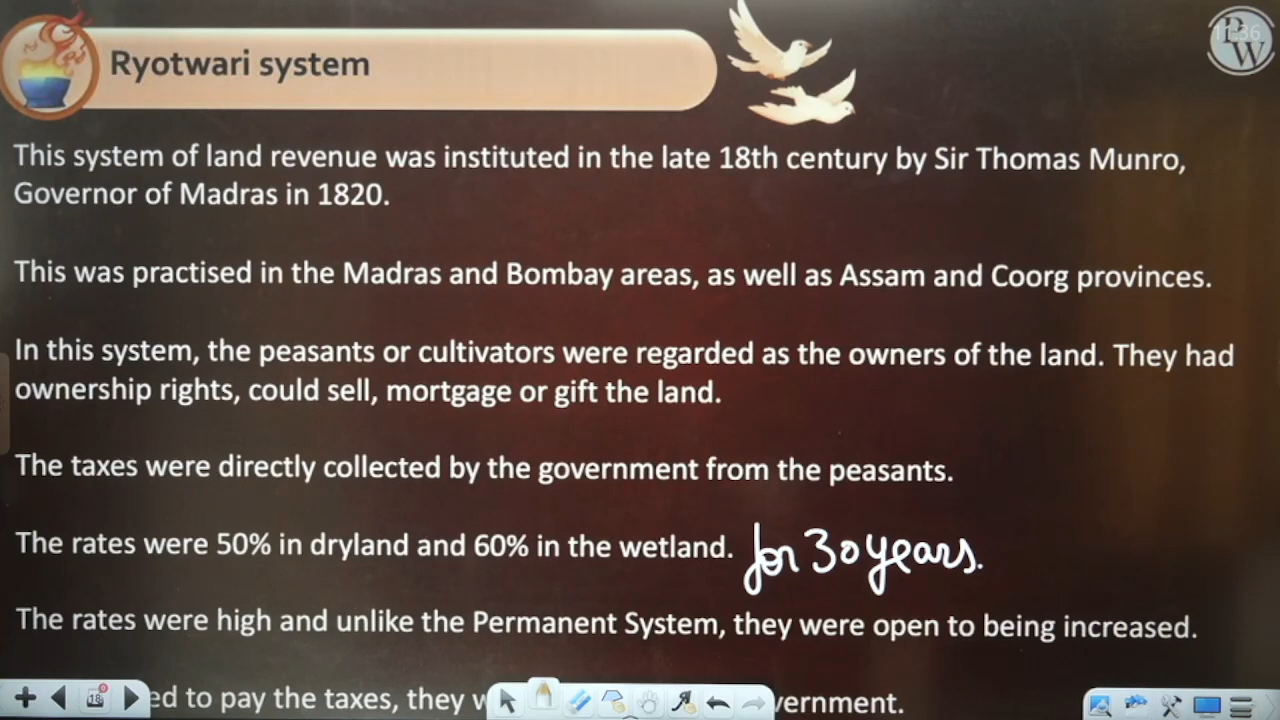 Ryotwari system
PW
11:36
This system of land revenue was instituted in the late 18th century by Sir Thomas Munro,
Governor of Madras in 1820.
This was practised in the Madras and Bombay areas, as well as Assam and Coorg provinces.
In this system, the peasants or cultivators were regarded as the owners of the land. They had
ownership rights, could sell, mortgage or gift the land.
The taxes were directly collected by the government from the peasants.
The rates were 50% in dryland and 60% in the wetland. for 30 years.
The rates were high and unlike the Permanent System, they were open to being increased.
ed to pay the taxes, they w vernment.
18